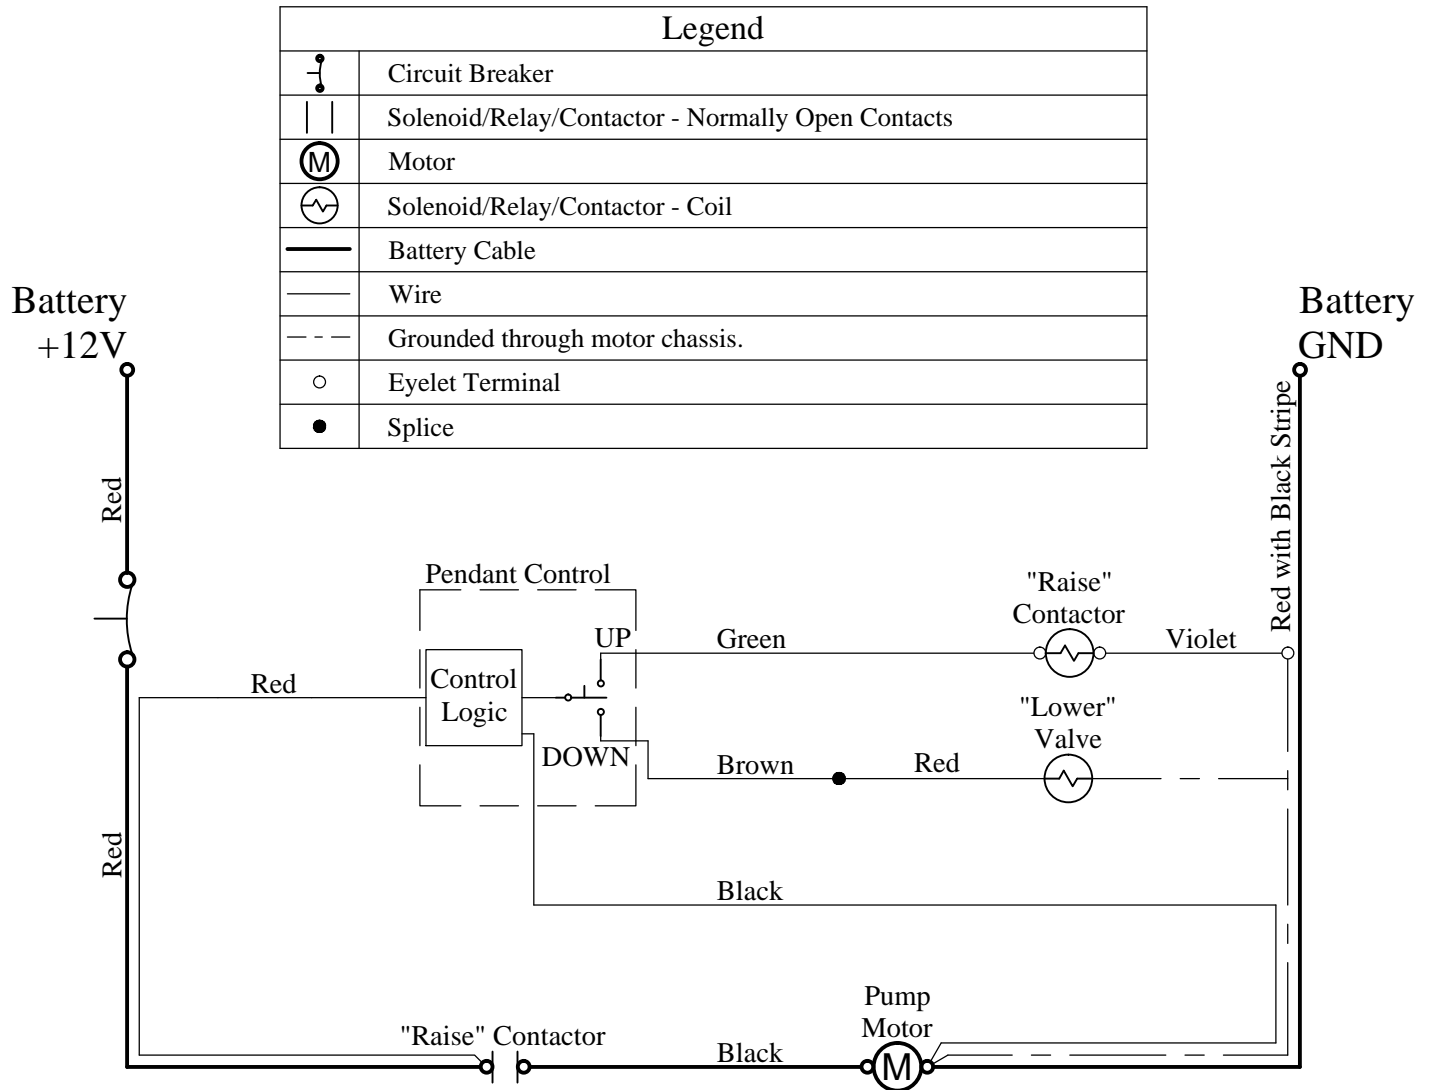 Legend
Circuit Breaker
Solenoid/Relay/Contactor - Normally Open Contacts
M
Motor
Solenoid/Relay/Contactor - Coil
Battery Cable
Wire
Grounded through motor chassis.
Eyelet Terminal
Splice
Battery
+12V
Battery
GND
Red
Red with Black Stripe
Pendant Control
UP
Green
"Raise"
Contactor
Violet
Red
Control
Logic
DOWN
"Lower"
Valve
Brown
Red
Red
Black
"Raise" Contactor
Black
Pump
Motor
M